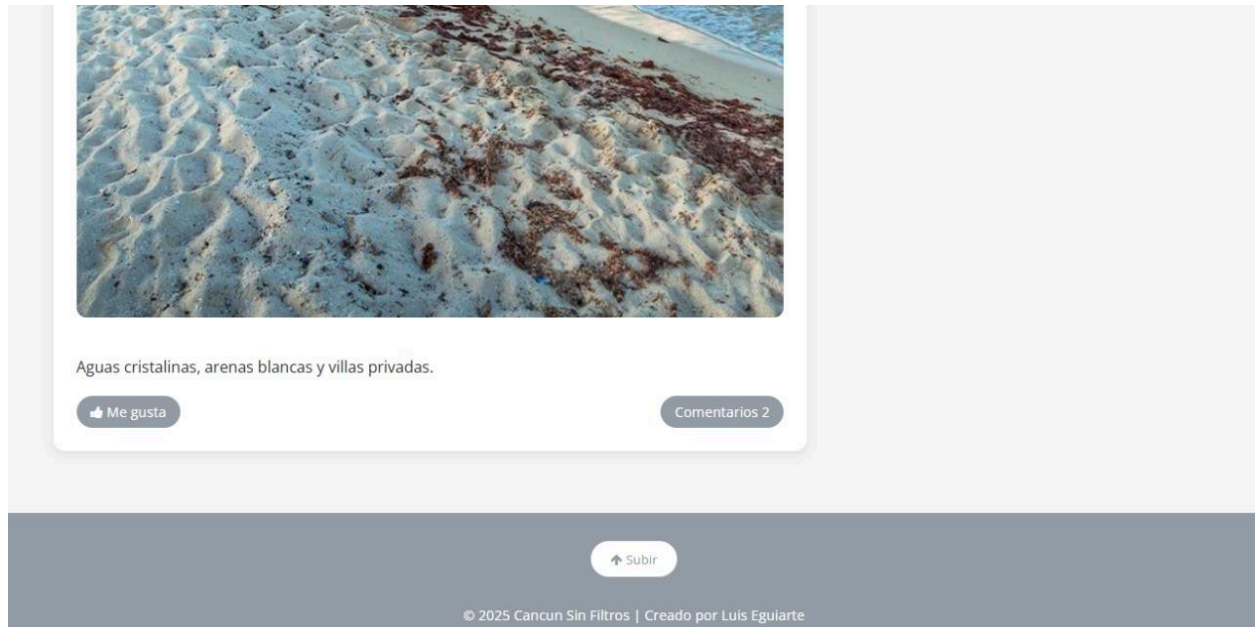 Aguas cristalinas, arenas blancas y villas privadas.
Me gusta
Comentarios 2
Subir
© 2025 Cancun Sin Filtros | Creado por Luis Eguiarte